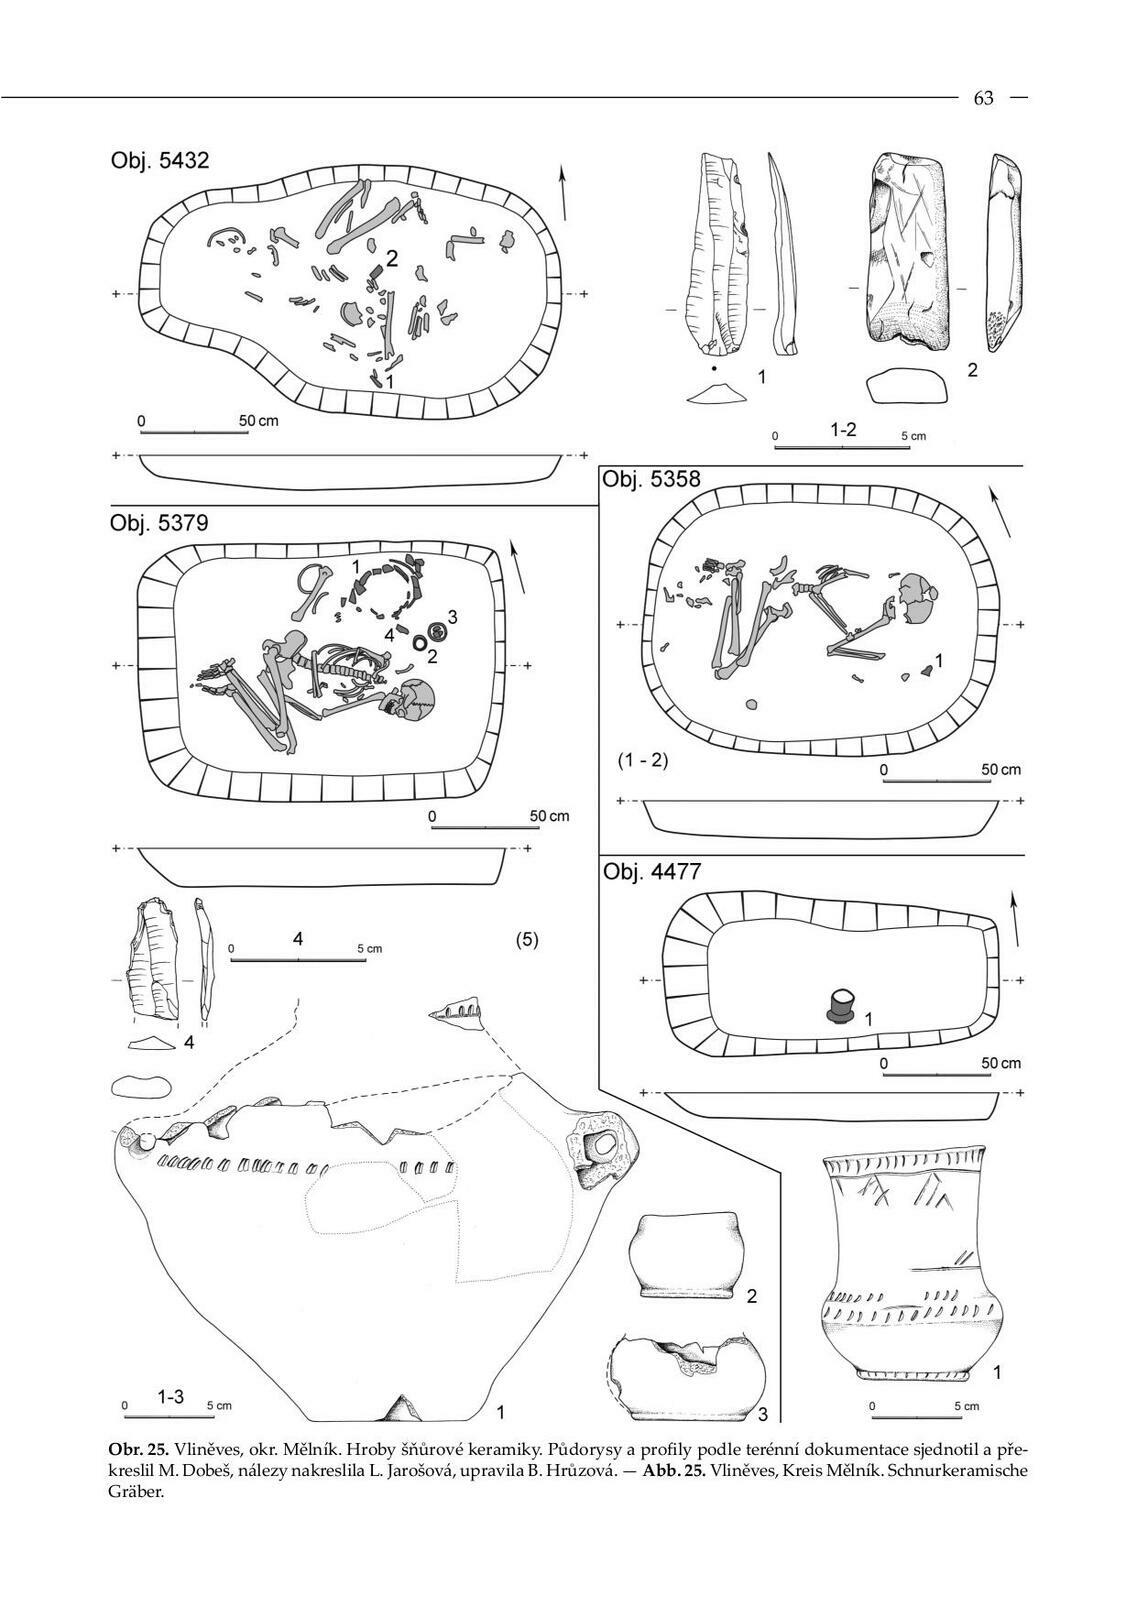 63
Obj. 5432
2
1
0 50 cm
1
2
0 1-2 5 cm
Obj. 5379
1
3
4
2
0 50 cm
Obj. 5358
1
(1 - 2)
0 50 cm
Obj. 4477
1
0 50 cm
4
0 4 5 cm
(5)
1
0 1-3 5 cm
2
3
1
0 5 cm
Obr. 25. Vliněves, okr. Mělník. Hroby šňůrové keramiky. Půdorysy a profily podle terénní dokumentace sjednotil a pře-
kreslil M. Dobeš, nálezy nakreslila L. Jarošová, upravila B. Hrůzová. — Abb. 25. Vliněves, Kreis Mělník. Schnurkeramische
Gräber.